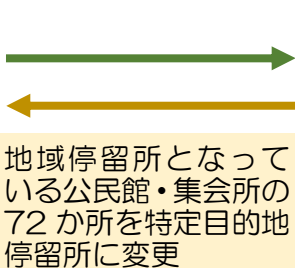 地域停留所となって
いる公民館・集会所の
72 か所を特定目的地
停留所に変更